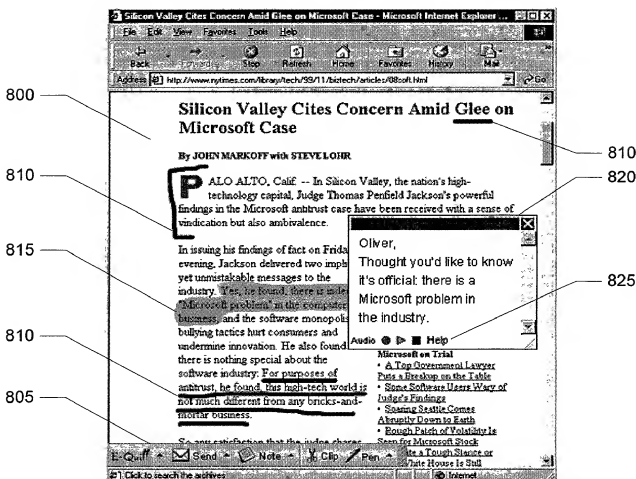 Silicon Valley Cites Concern Amid Glee on Microsoft Case - Microsoft Internet Explorer ...
File Edit View Favorites Tools Help
Back Forward Stop Refresh Home Favorites History Mail
Address http://www.nytimes.com/library/tech/99/11/biztech/articles/08soft.html Go
800
Silicon Valley Cites Concern Amid Glee on
Microsoft Case
810
By JOHN MARKOFF with STEVE LOHR
820
810
PALO ALTO, Calif. -- In Silicon Valley, the nation's high-
technology capital, Judge Thomas Penfield Jackson's powerful
findings in the Microsoft antitrust case have been received with a sense of
vindication but also ambivalence.
815
In issuing his findings of fact on Frida
evening, Jackson delivered two impli
yet unmistakable messages to the
industry. Yes, he found, there is inde
"Microsoft problem" in the computer
business, and the software monopolis
bullying tactics hurt consumers and
undermine innovation. He also found
there is nothing special about the
software industry: For purposes of
antitrust, he found, this high-tech world is
not much different from any bricks-and-
mortar business.
Oliver,
Thought you'd like to know
it's official: there is a
Microsoft problem in
the industry.
Audio Help
825
810
Microsoft on Trial
• A Top Government Lawyer
Puts a Breakup on the Table
• Some Software Users Wary of
Judge's Findings
• Soaring Seattle Comes
Abruptly Down to Earth
• Rough Patch of Volatility Is
Seen for Microsoft Stock
ate a Tough Stance or
White House Is Still
805
So any satisfaction that the judge shares
E-Quill Send Note Clip Pen
Click to search the archives Internet